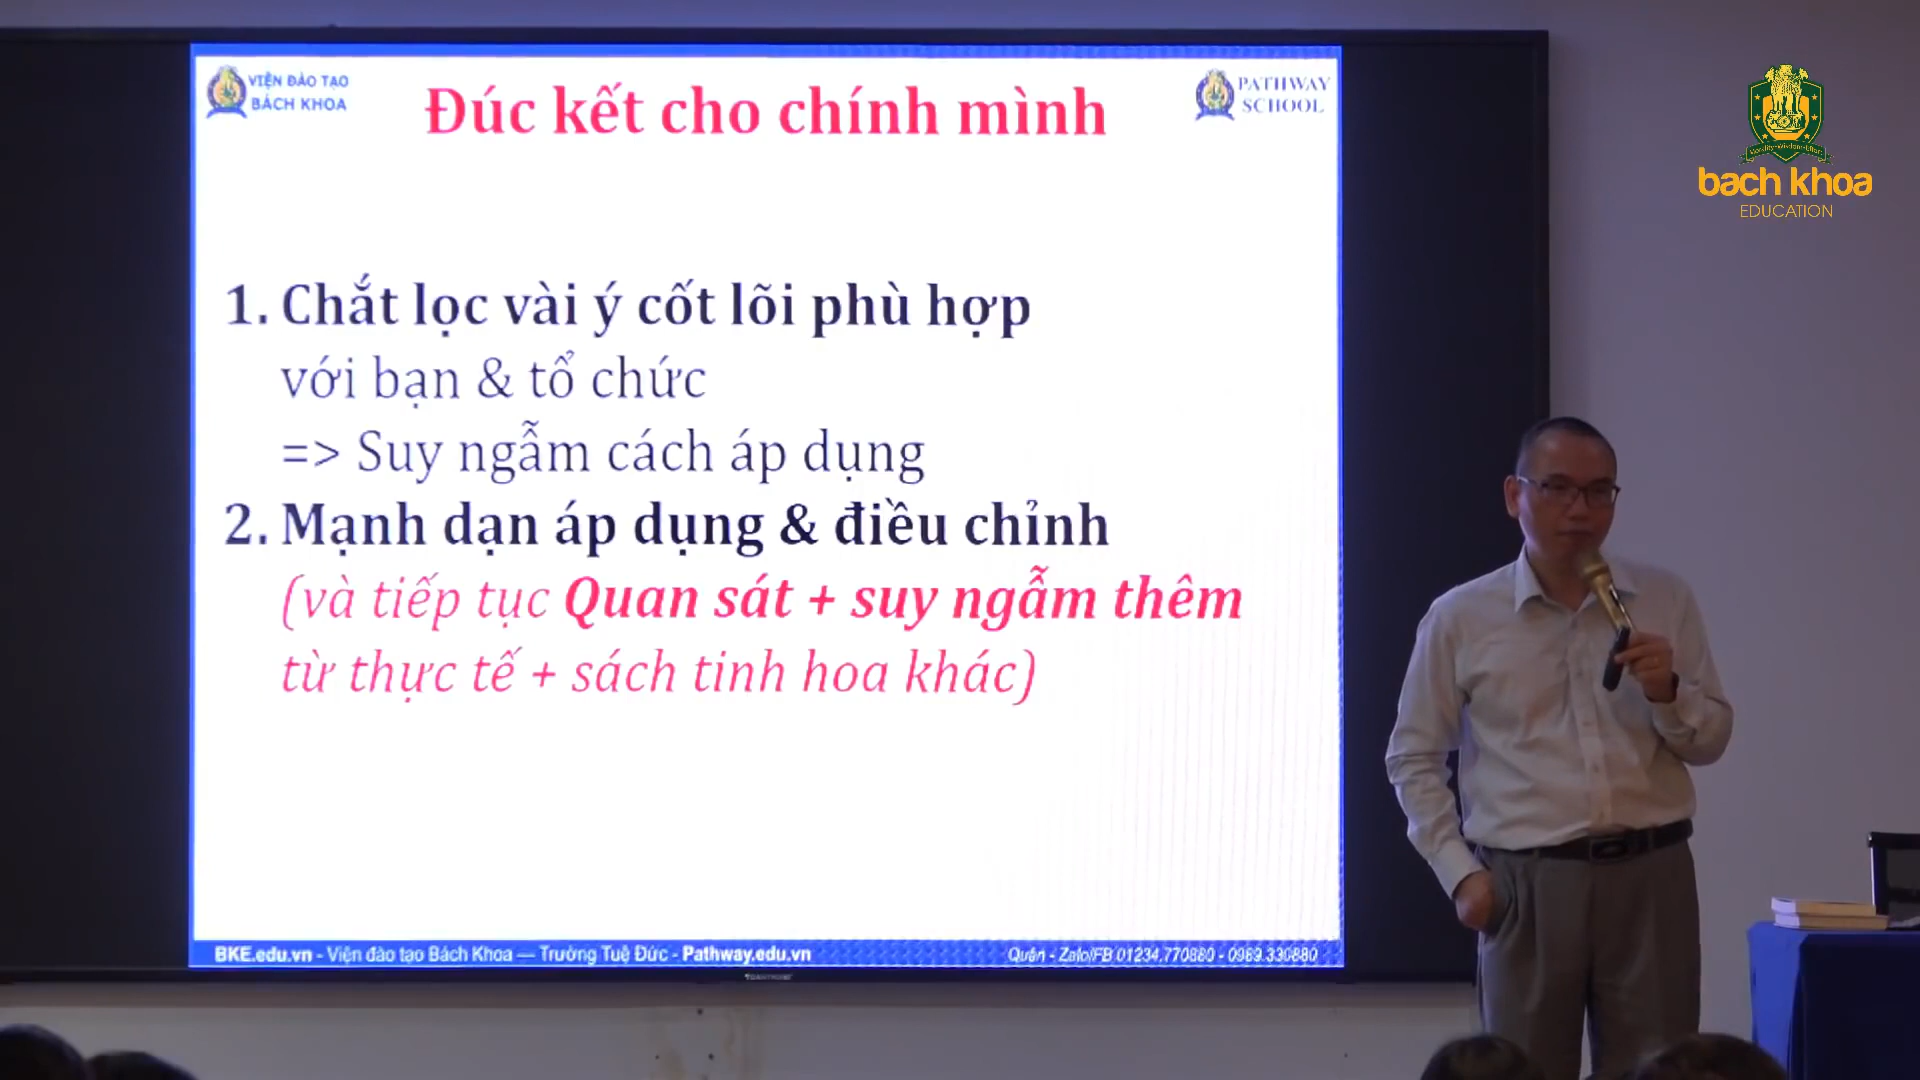 VIỆN ĐÀO TẠO
BÁCH KHOA
Đúc kết cho chính mình
PATHWAY
SCHOOL
bach khoa
EDUCATION
1. Chắt lọc vài ý cốt lõi phù hợp
với bạn & tổ chức
=> Suy ngẫm cách áp dụng
2. Mạnh dạn áp dụng & điều chỉnh
(và tiếp tục Quan sát + suy ngẫm thêm
từ thực tế + sách tinh hoa khác)
BKE.edu.vn - Viện đào tạo Bách Khoa — Trường Tuệ Đức - Pathway.edu.vn
Quân - Zalo/FB 01234.770880 - 0989.330880